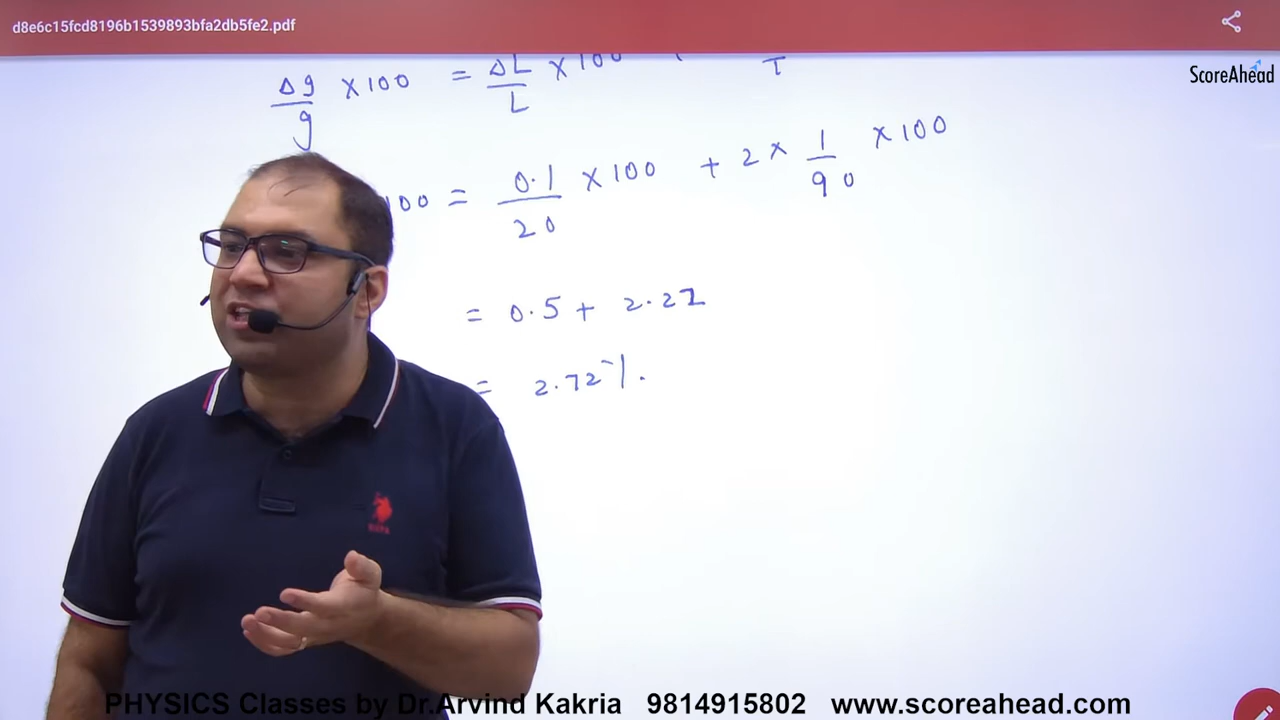 d8e6c15fcd8196b1539893bfa2db5fe2.pdf
ScoreAhead
Δg/g ×100 = ΔL/L ×100 T
100 = 0.1/20 ×100 + 2× 1/90 ×100
= 0.5 + 2.22
= 2.72%.
PHYSICS Classes by Dr.Arvind Kakria 9814915802 www.scoreahead.com